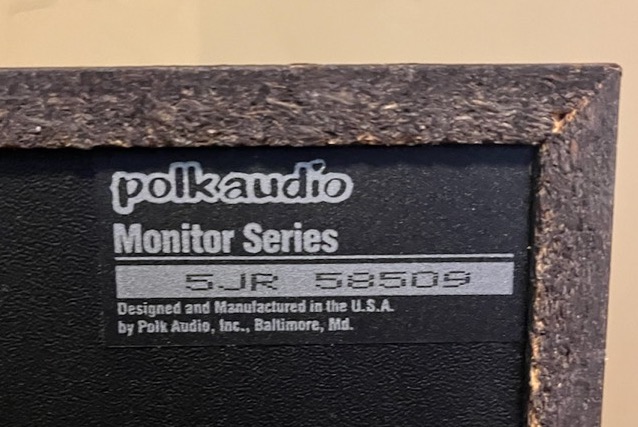 polkaudio
Monitor Series
5JR 58509
Designed and Manufactured in the U.S.A.
by Polk Audio, Inc., Baltimore, Md.